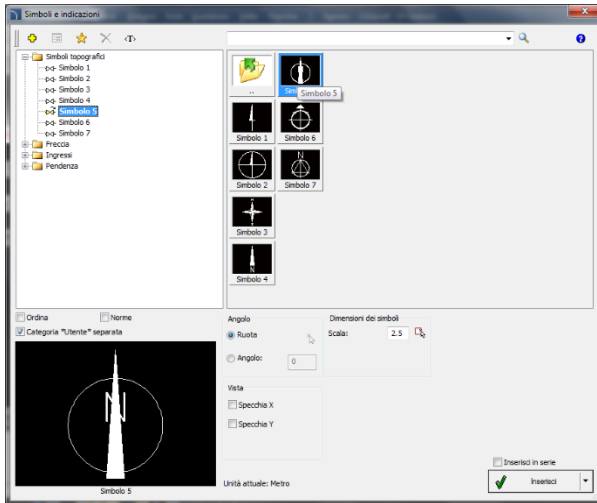 Simboli e indicazioni
Simboli topografici
Simbolo 1
Simbolo 2
Simbolo 3
Simbolo 4
Simbolo 5
Simbolo 6
Simbolo 7
Freccia
Ingressi
Pendenza
..
Simbolo 5
Simbolo 1
Simbolo 6
N
Simbolo 2
Simbolo 7
Simbolo 3
N
Simbolo 4
Ordina
Norme
Categoria "Utente" separata
N
Simbolo 5
Angolo
Ruota
Angolo:
0
Dimensioni dei simboli
Scala:
2.5
Vista
Specchia X
Specchia Y
Unità attuale: Metro
Inserisci in serie
Inserisci